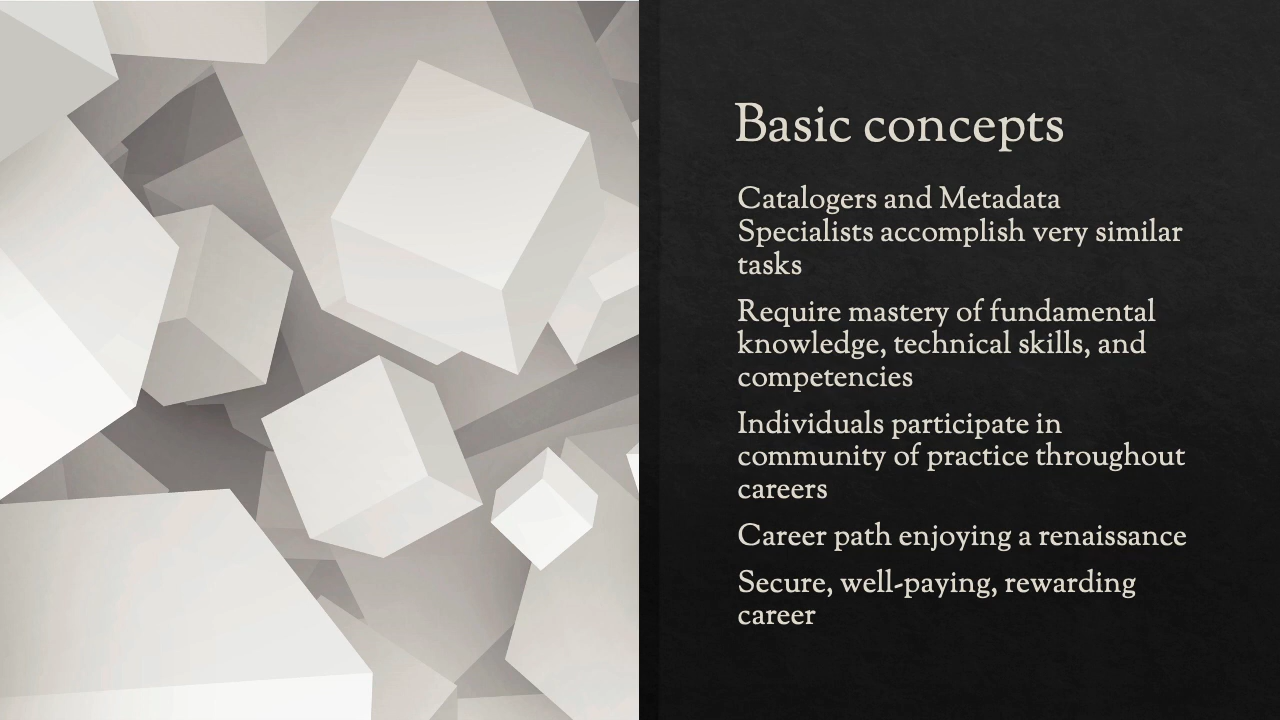 Basic concepts
Catalogers and Metadata
Specialists accomplish very similar
tasks
Require mastery of fundamental
knowledge, technical skills, and
competencies
Individuals participate in
community of practice throughout
careers
Career path enjoying a renaissance
Secure, well-paying, rewarding
career